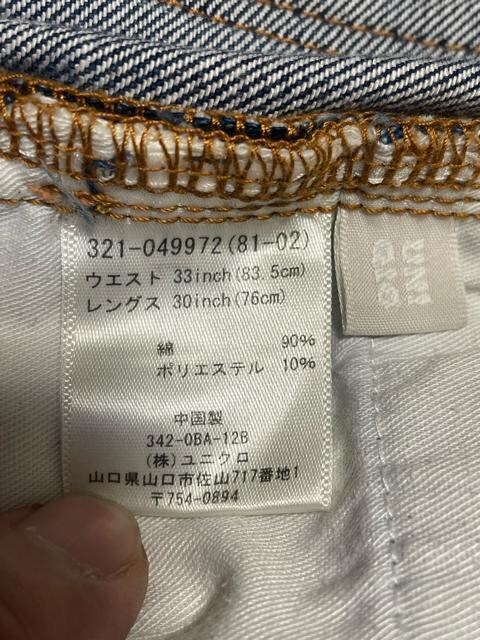 321-049972(81-02)
ウエスト 33inch(83.5cm)
レングス 30inch(76cm)
綿 90%
ポリエステル 10%
中国製
342-0BA-12B
(株)ユニクロ
山口県山口市佐山717番地1
〒754-0894
UNI
QLO